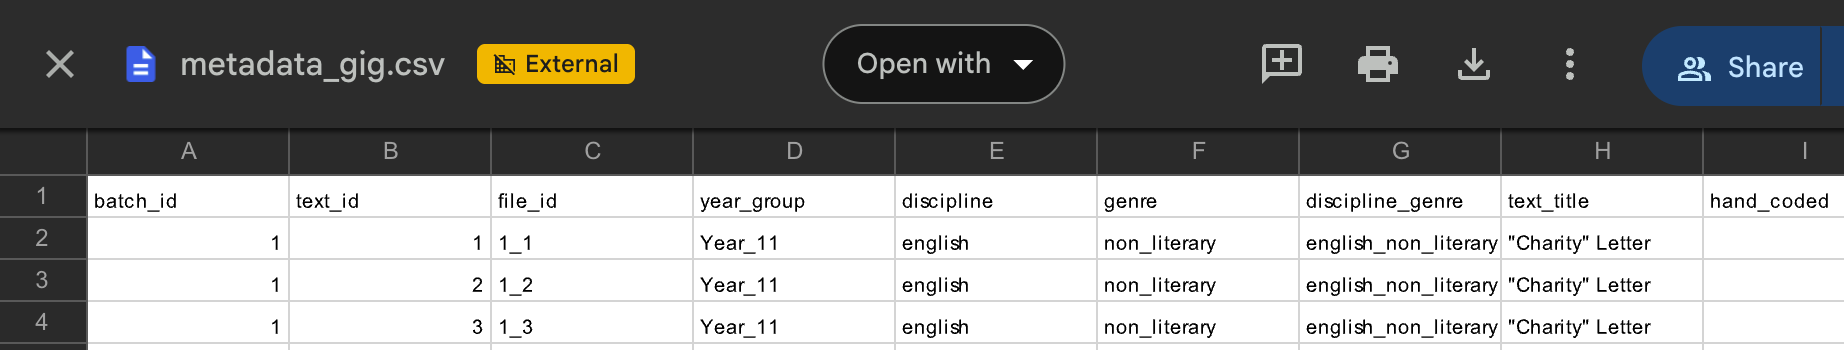 metadata_gig.csv External Open with Share
A B C D E F G H I
1 batch_id text_id file_id year_group discipline genre discipline_genre text_title hand_coded
2 1 1 1_1 Year_11 english non_literary english_non_literary "Charity" Letter
3 1 2 1_2 Year_11 english non_literary english_non_literary "Charity" Letter
4 1 3 1_3 Year_11 english non_literary english_non_literary "Charity" Letter